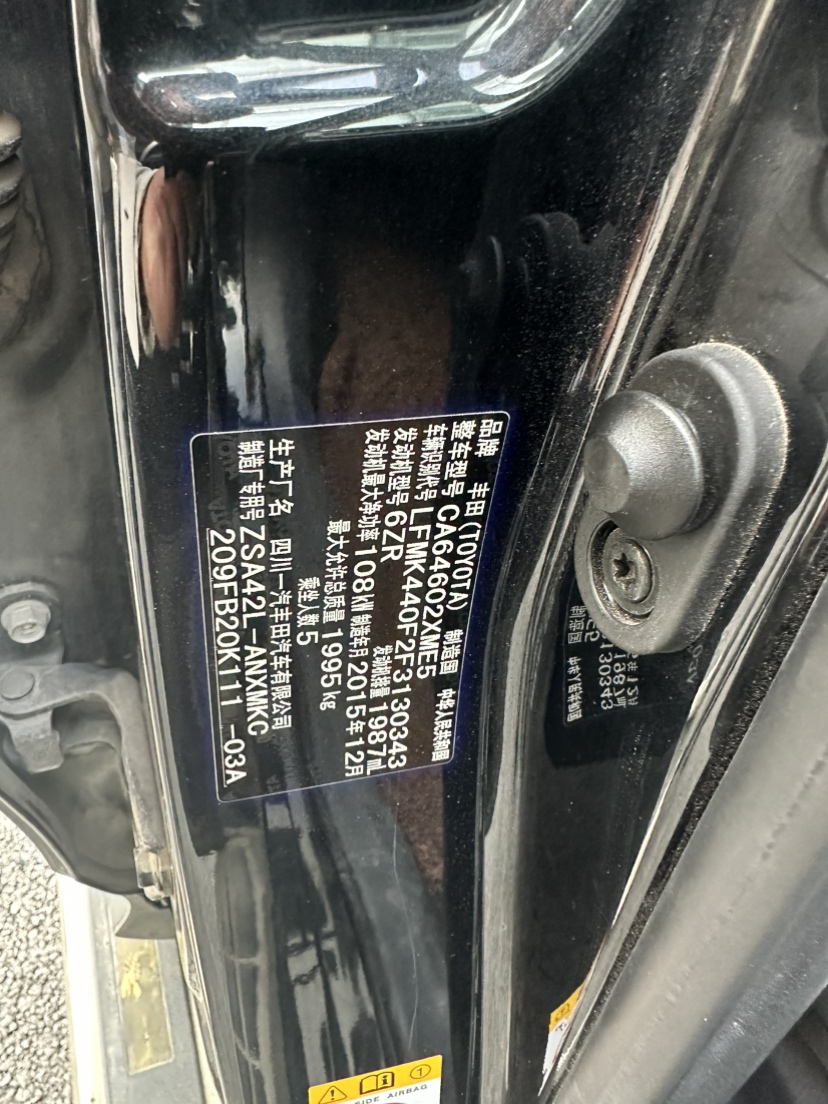 品牌 丰田(TOYOTA) 制造国 中华人民共和国
整车型号 CA64602XME5
车辆识别代号 LFMK440F2F3130343
发动机型号 6ZR 发动机排量 1987mL
发动机最大净功率 108kW 制造年月 2015年12月
最大允许总质量 1995kg
乘坐人数 5
生产厂名 四川一汽丰田汽车有限公司
制造厂专用号 ZSA42L-ANXMKC
209FB20K111 -03A
SIDE AIRBAG